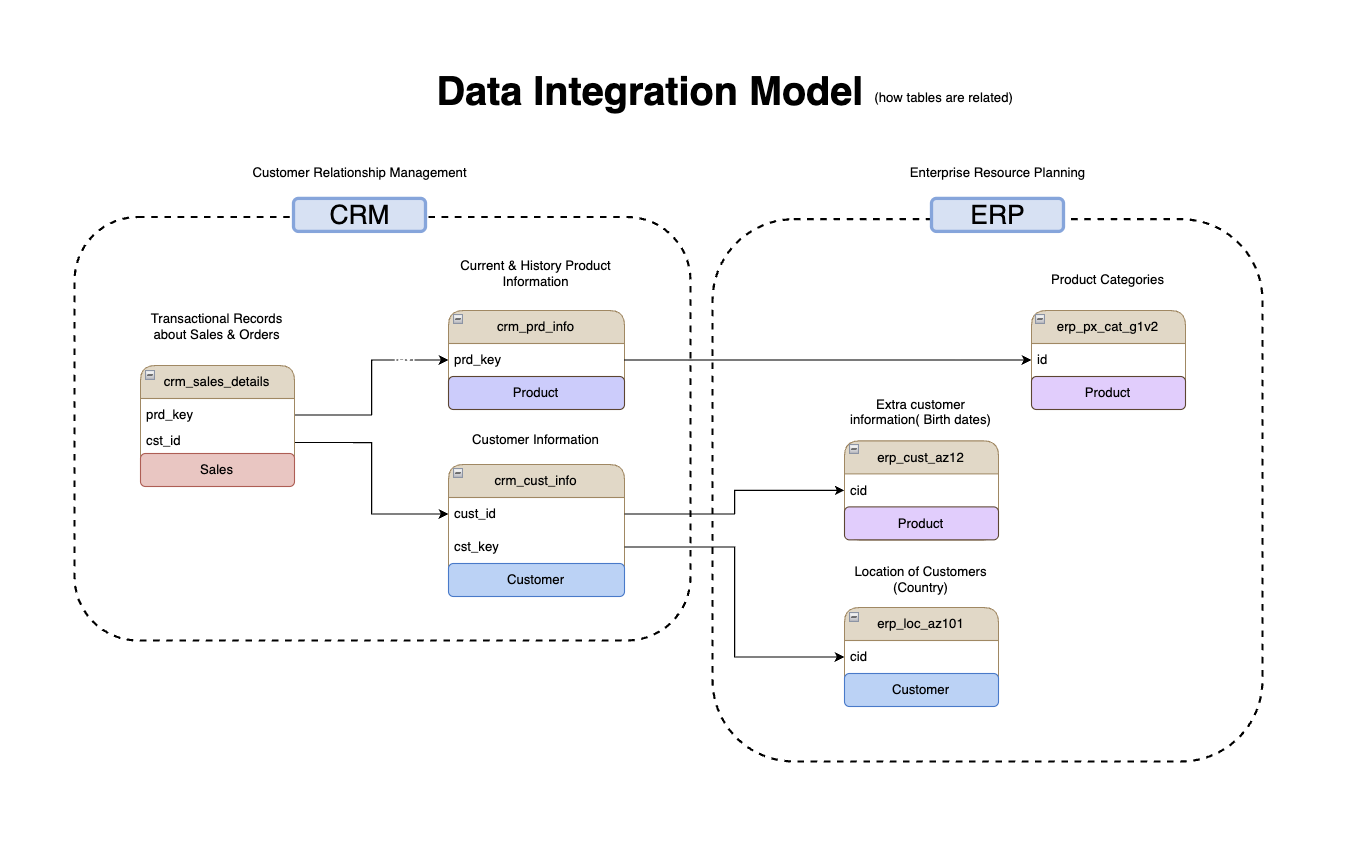 Data Integration Model (how tables are related)
Customer Relationship Management
CRM
Enterprise Resource Planning
ERP
Transactional Records
about Sales & Orders
crm_sales_details
prd_key
cst_id
Sales
Current & History Product
Information
crm_prd_info
prd_key
Product
Customer Information
crm_cust_info
cust_id
cst_key
Customer
Product Categories
erp_px_cat_g1v2
id
Product
Extra customer
information( Birth dates)
erp_cust_az12
cid
Product
Location of Customers
(Country)
erp_loc_az101
cid
Customer